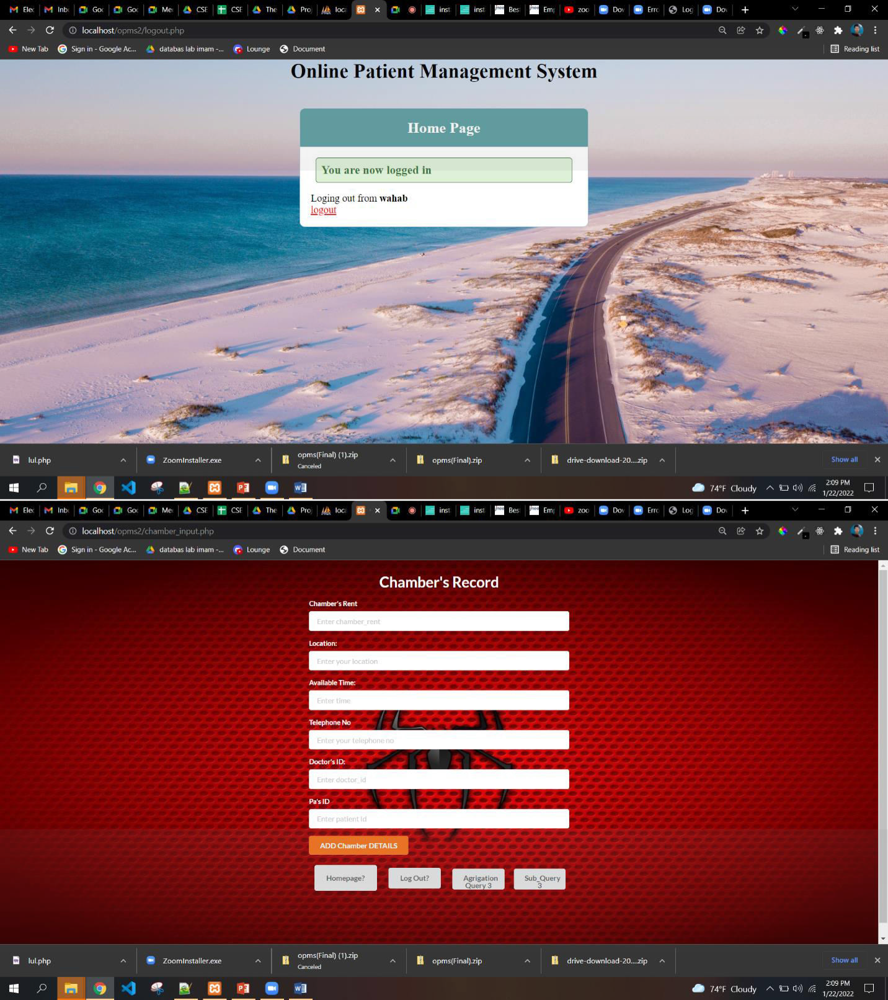 Elec
Inbo
Goo
Goo
Mee
CSE
CSE
The
Proj
loca
inst
inst
Bes
Emp
zoo
Dov
Erro
Log
Dov
localhost/opms2/logout.php
New Tab
Sign in - Google Ac...
databas lab imam -...
Lounge
Document
Reading list
Online Patient Management System
Home Page
You are now logged in
Loging out from wahab
logout
lul.php
ZoomInstaller.exe
opms(Final) (1).zip
Canceled
opms(Final).zip
drive-download-20....zip
Show all
74°F Cloudy
2:09 PM
1/22/2022
Elec
Inb
Goo
Goo
Me
CSE
CSE
The
Pro
loca
inst
inst
Bes
Em
zoo
Do
Erro
Log
Do
localhost/opms2/chamber_input.php
New Tab
Sign in - Google Ac...
databas lab imam -...
Lounge
Document
Reading list
Chamber's Record
Chamber's Rent
Enter chamber_rent
Location:
Enter your location
Available Time:
Enter time
Telephone No
Enter your telephone no
Doctor's ID:
Enter doctor_id
Pa's ID
Enter patient id
ADD Chamber DETAILS
Homepage?
Log Out?
Agrigation
Query 3
Sub_Query
3
lul.php
ZoomInstaller.exe
opms(Final) (1).zip
Canceled
opms(Final).zip
drive-download-20....zip
Show all
74°F Cloudy
2:09 PM
1/22/2022